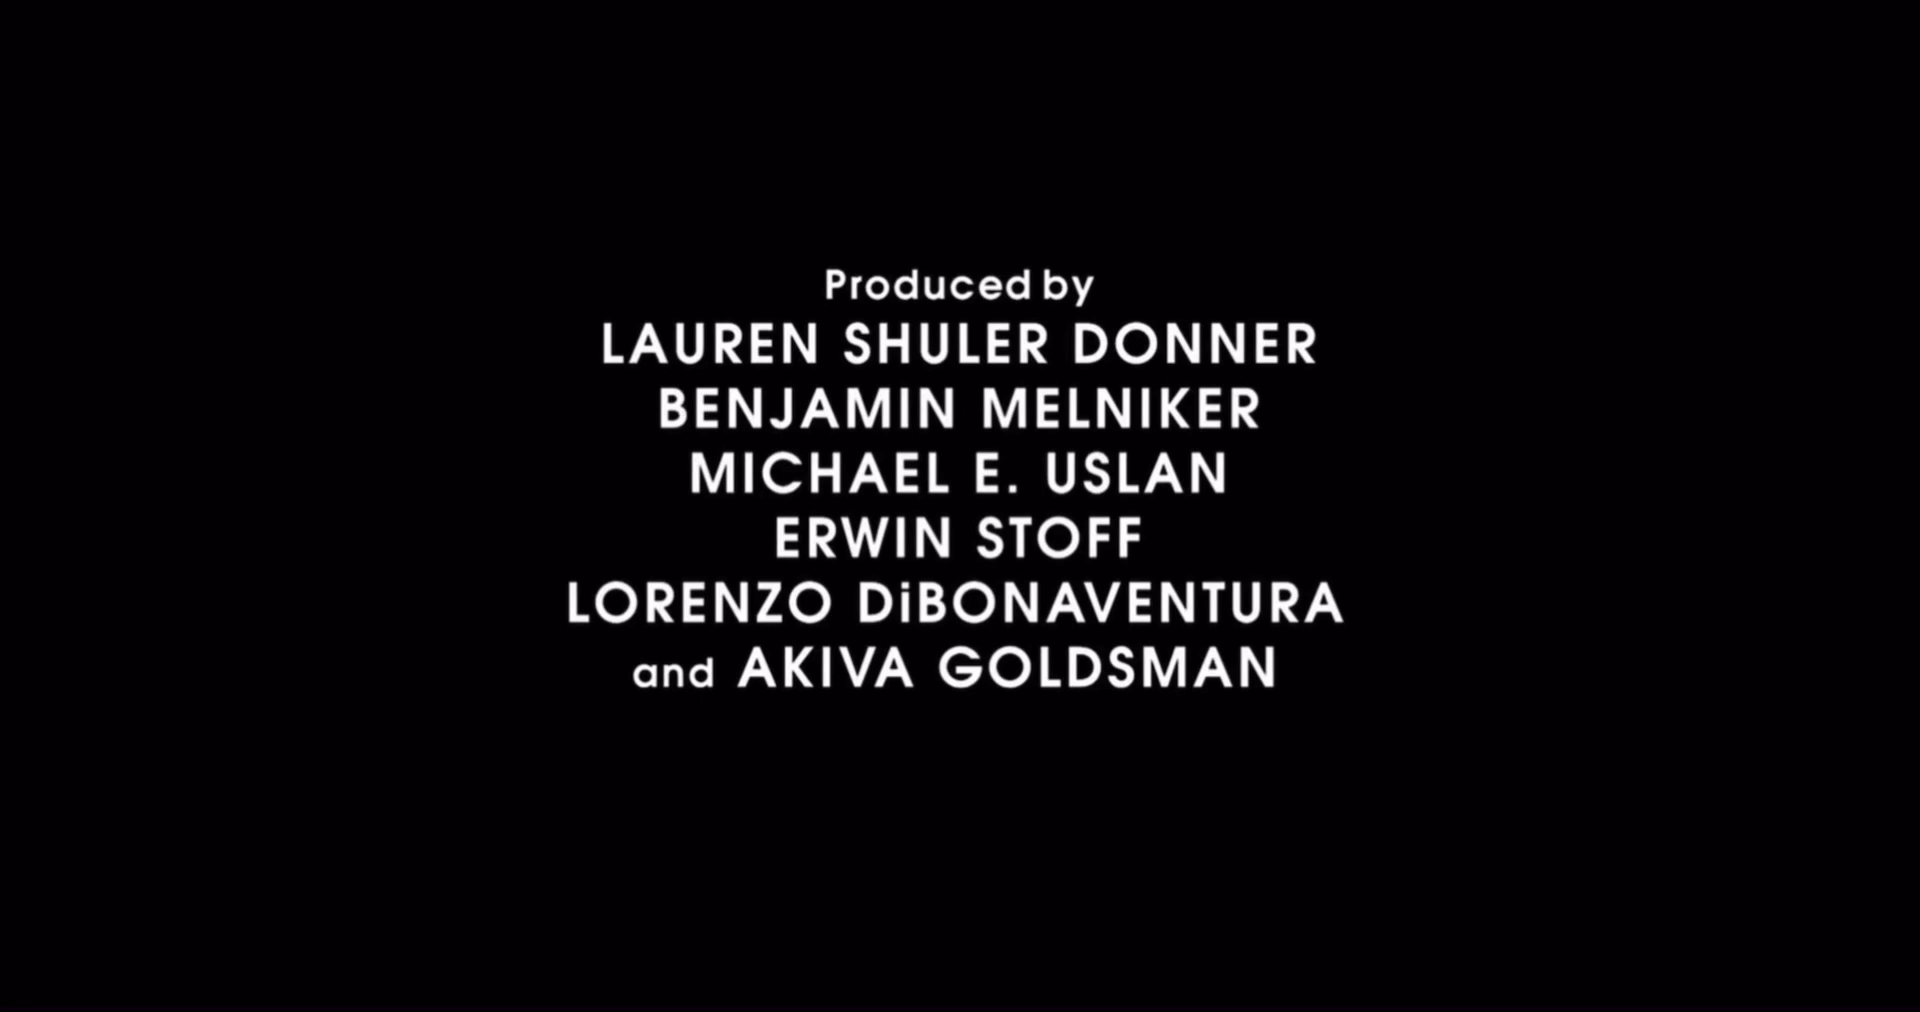 Produced by
LAUREN SHULER DONNER
BENJAMIN MELNIKER
MICHAEL E. USLAN
ERWIN STOFF
LORENZO DiBONAVENTURA
and AKIVA GOLDSMAN